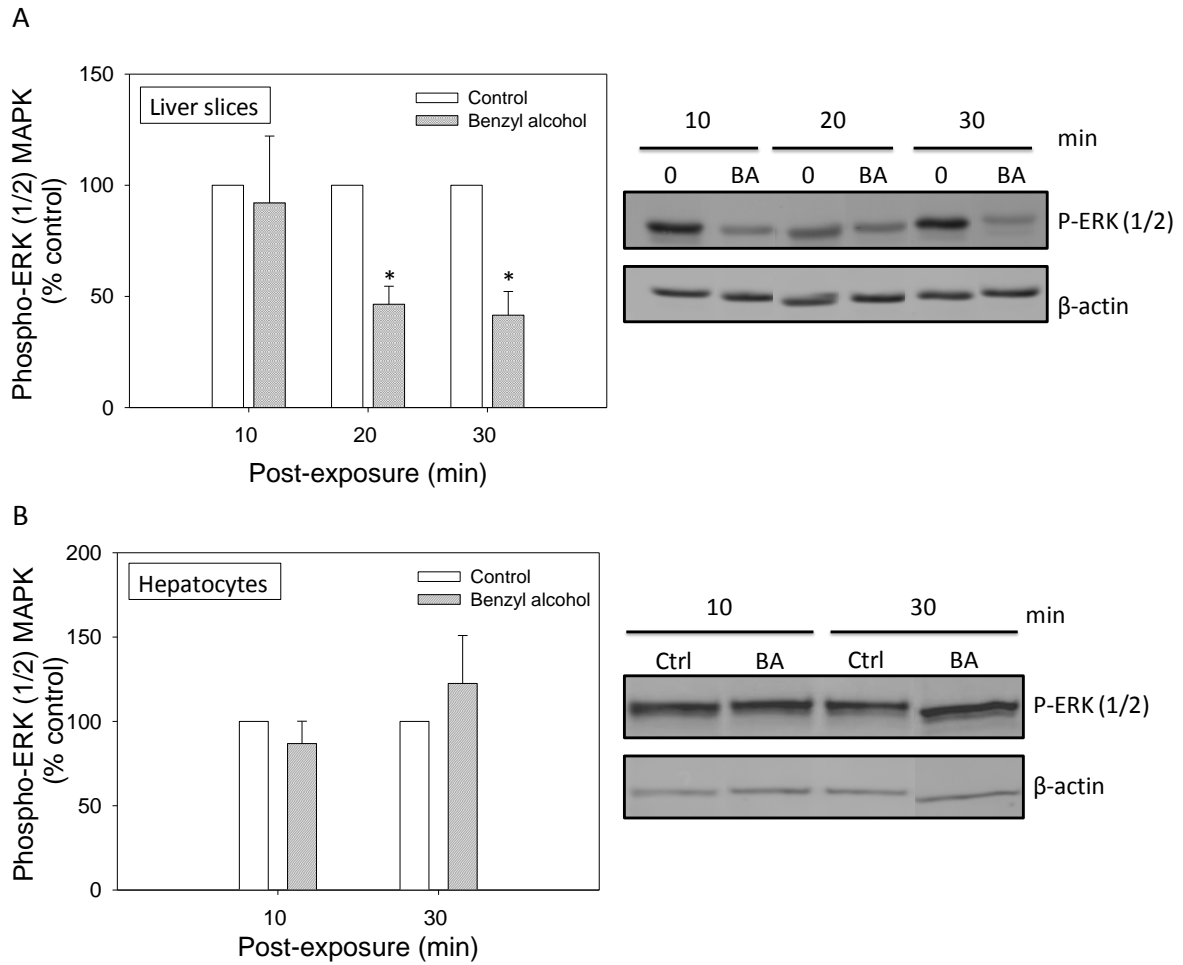 A
Phospho-ERK (1/2) MAPK
(% control)
150
100
50
0
Liver slices
Control
Benzyl alcohol
*
*
10
20
30
Post-exposure (min)
10
20
30
min
0
BA
0
BA
0
BA
P-ERK (1/2)
β-actin
B
Phospho-ERK (1/2) MAPK
(% control)
200
150
100
50
0
Hepatocytes
Control
Benzyl alcohol
10
30
Post-exposure (min)
10
30
min
Ctrl
BA
Ctrl
BA
P-ERK (1/2)
β-actin